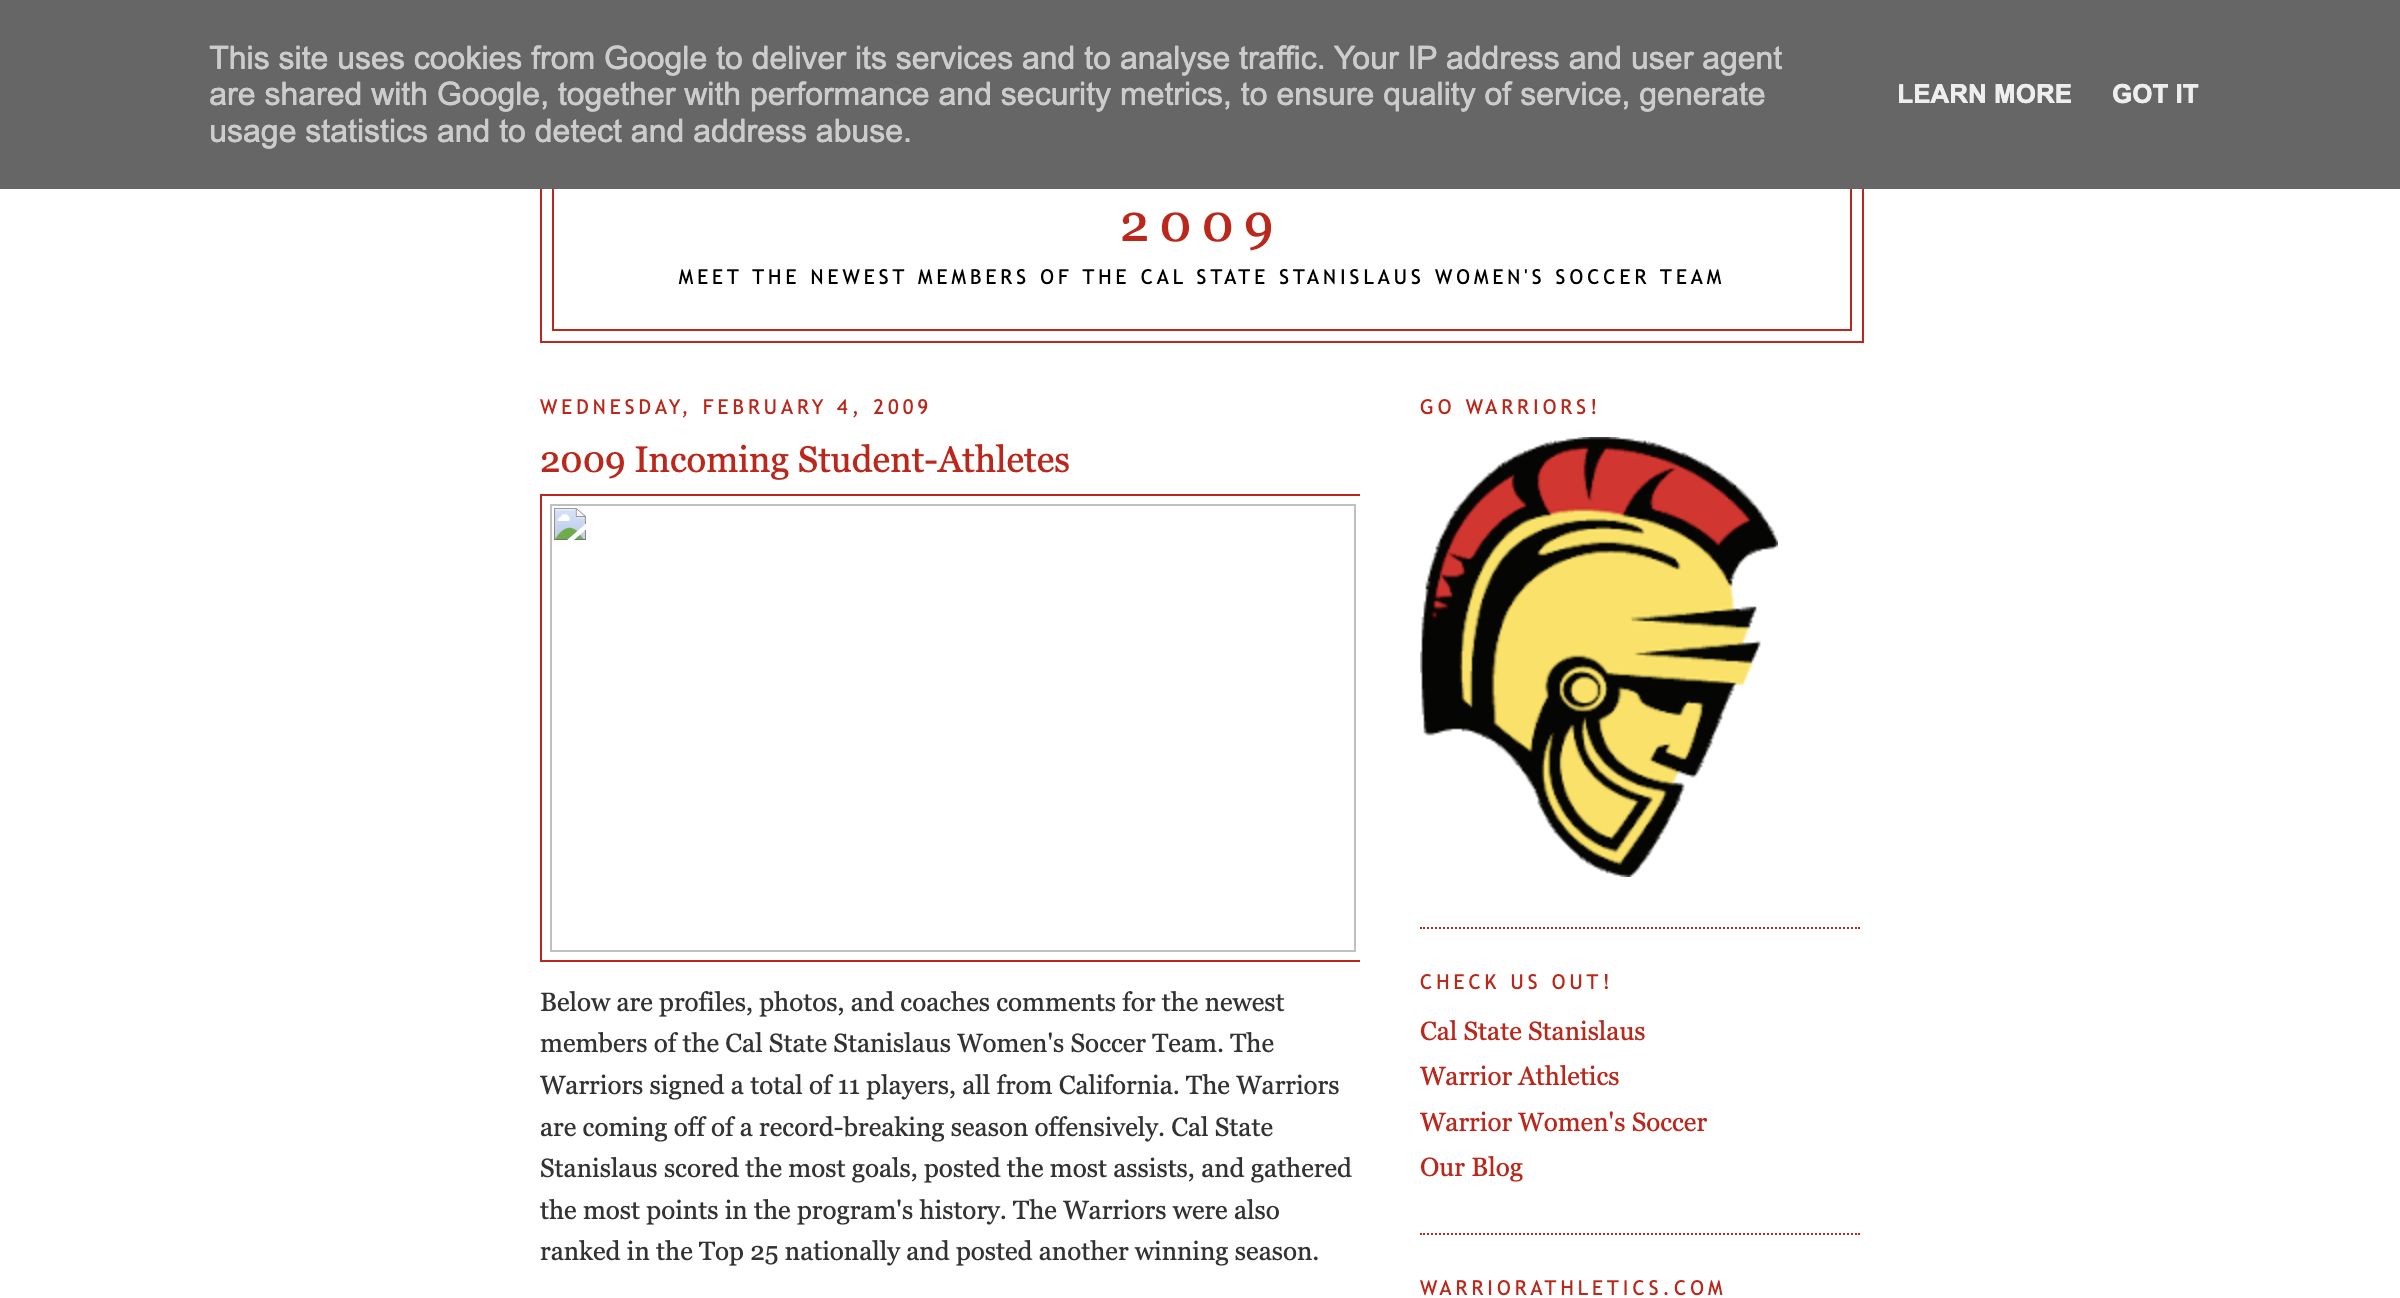 This site uses cookies from Google to deliver its services and to analyse traffic. Your IP address and user agent
are shared with Google, together with performance and security metrics, to ensure quality of service, generate
usage statistics and to detect and address abuse.
LEARN MORE
GOT IT
2009
MEET THE NEWEST MEMBERS OF THE CAL STATE STANISLAUS WOMEN'S SOCCER TEAM
WEDNESDAY, FEBRUARY 4, 2009
2009 Incoming Student-Athletes
Below are profiles, photos, and coaches comments for the newest
members of the Cal State Stanislaus Women's Soccer Team. The
Warriors signed a total of 11 players, all from California. The Warriors
are coming off of a record-breaking season offensively. Cal State
Stanislaus scored the most goals, posted the most assists, and gathered
the most points in the program's history. The Warriors were also
ranked in the Top 25 nationally and posted another winning season.
GO WARRIORS!
CHECK US OUT!
Cal State Stanislaus
Warrior Athletics
Warrior Women's Soccer
Our Blog
WARRIORATHLETICS.COM